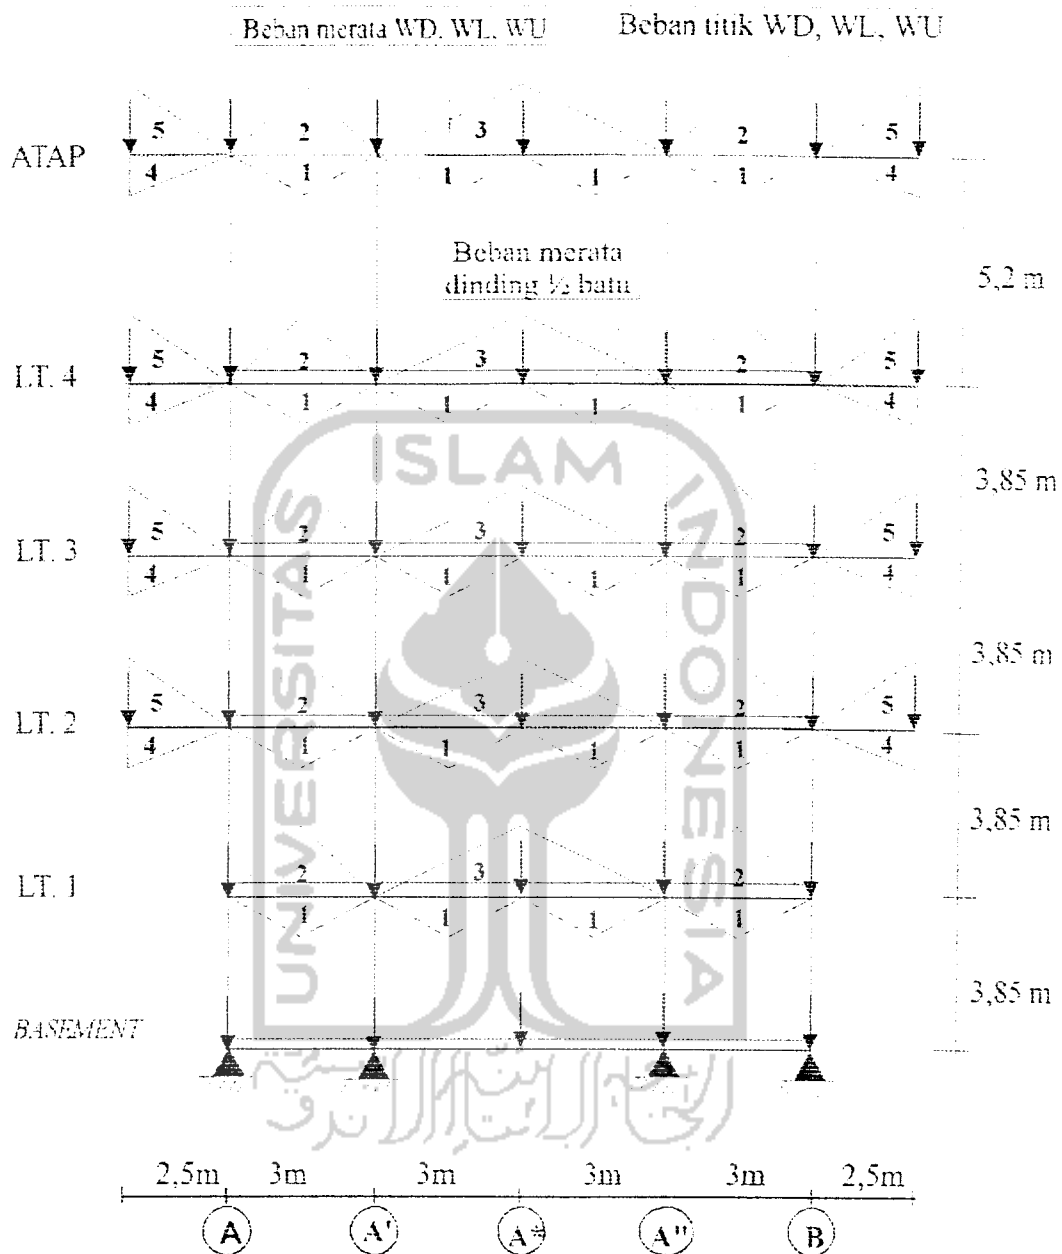 Beban merata WD, WL, WU
Beban titik WD, WL, WU
5 2 3 2 5
ATAP
4 1 1 1 1 4
Beban merata
dinding ½ batu
5,2 m
5 2 3 2 5
LT. 4
4 1 1 1 1 4
ISLAM
UNIVERSITAS
INDONESIA
3,85 m
5 2 3 2 5
LT. 3
4 1 1 1 1 4
3,85 m
5 2 3 2 5
LT. 2
4 1 1 1 1 4
3,85 m
2 3 2
LT. 1
1 1 1 1
3,85 m
BASEMENT
2,5m 3m 3m 3m 3m 2,5m
A A' A* A" B